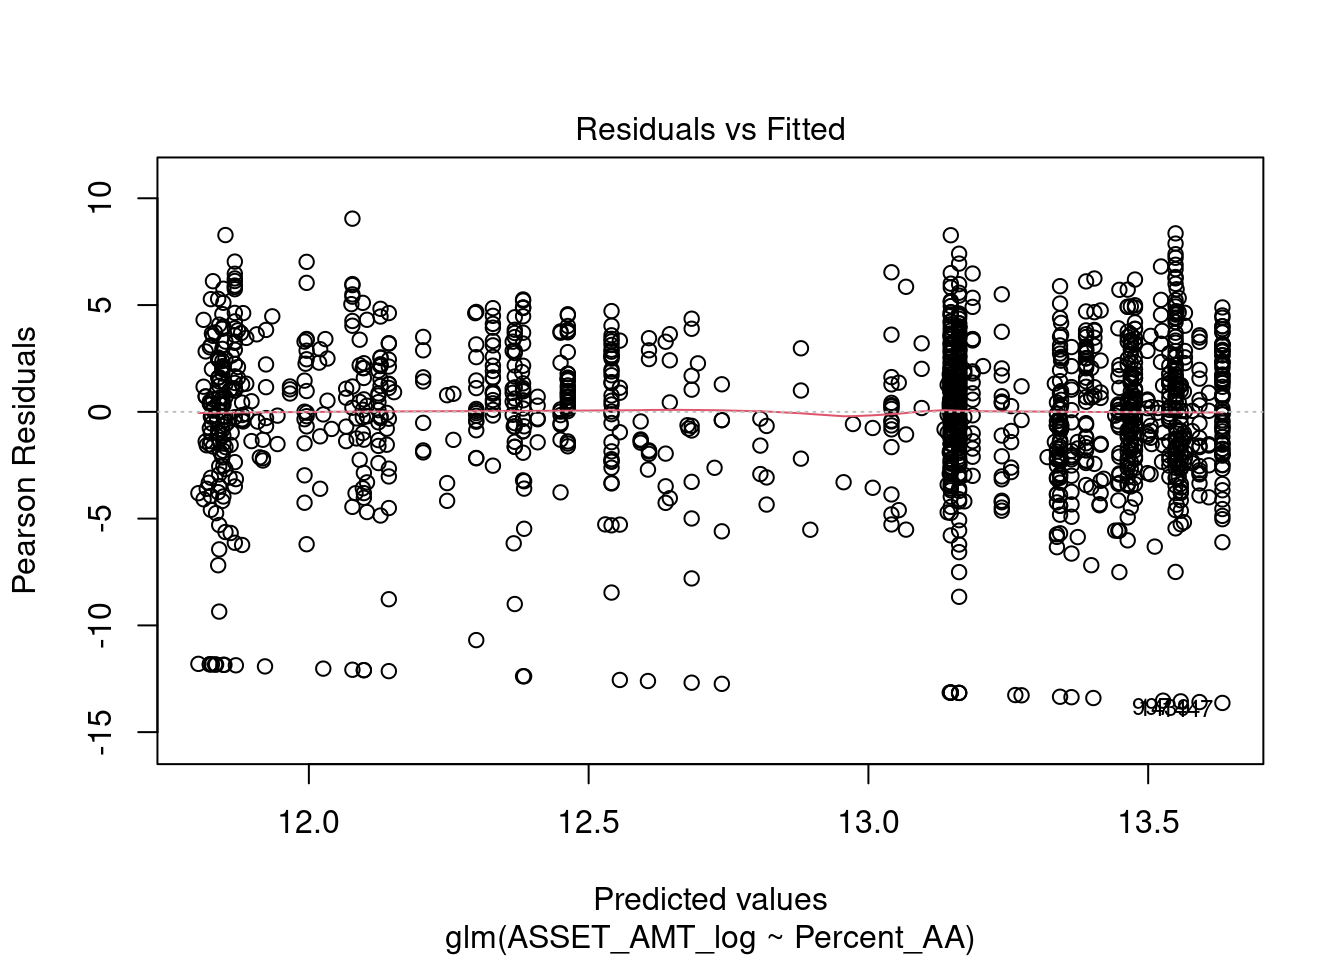 Residuals vs Fitted
Pearson Residuals
10
5
0
-5
-10
-15
12.0
12.5
13.0
13.5
Predicted values
glm(ASSET_AMT_log ~ Percent_AA)